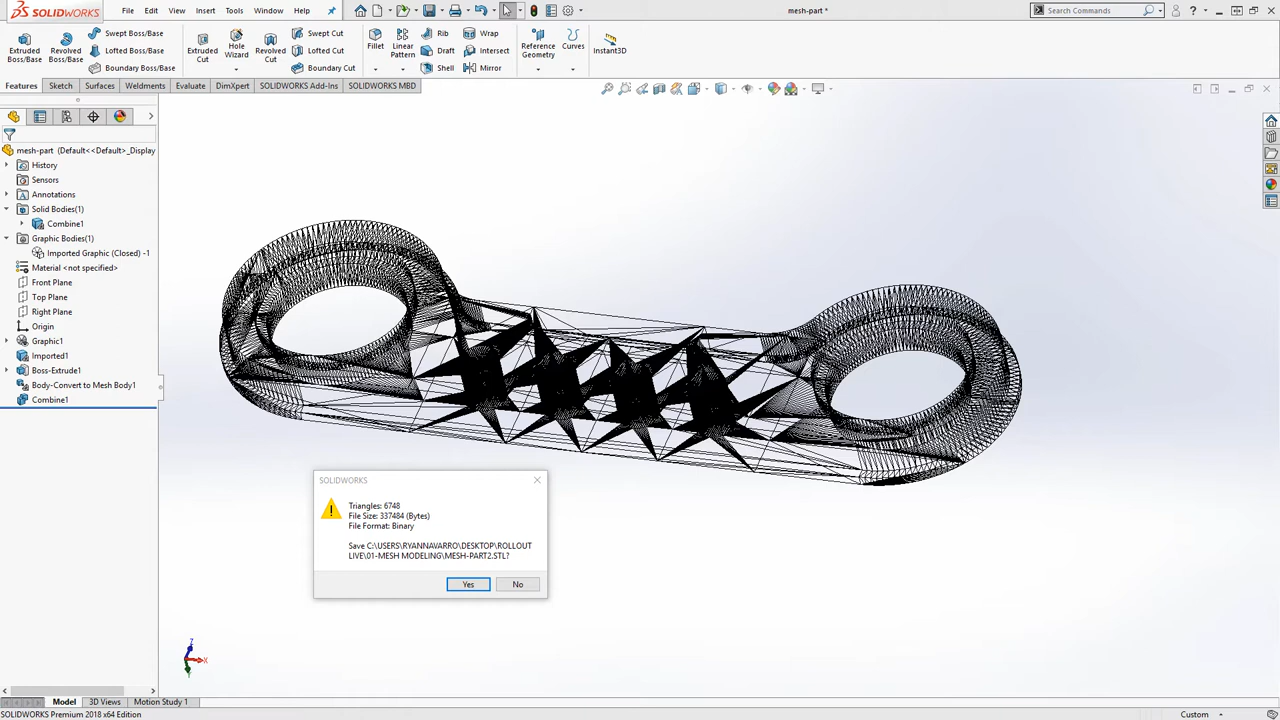 SOLIDWORKS
File
Edit
View
Insert
Tools
Window
Help
mesh-part *
Search Commands
Extruded
Boss/Base
Revolved
Boss/Base
Swept Boss/Base
Lofted Boss/Base
Boundary Boss/Base
Extruded
Cut
Hole
Wizard
Revolved
Cut
Swept Cut
Lofted Cut
Boundary Cut
Fillet
Linear
Pattern
Rib
Draft
Shell
Wrap
Intersect
Mirror
Reference
Geometry
Curves
Instant3D
Features
Sketch
Surfaces
Weldments
Evaluate
DimXpert
SOLIDWORKS Add-Ins
SOLIDWORKS MBD
mesh-part (Default<<Default>_Display
History
Sensors
Annotations
Solid Bodies(1)
Combine1
Graphic Bodies(1)
Imported Graphic (Closed) -1
Material <not specified>
Front Plane
Top Plane
Right Plane
Origin
Graphic1
Imported1
Boss-Extrude1
Body-Convert to Mesh Body1
Combine1
SOLIDWORKS
Triangles: 6748
File Size: 337484 (Bytes)
File Format: Binary
Save C:\USERS\RYANNAVARRO\DESKTOP\ROLLOUT
LIVE\01-MESH MODELING\MESH-PART2.STL?
Yes
No
Z
X
Y
Model
3D Views
Motion Study 1
SOLIDWORKS Premium 2018 x64 Edition
Custom